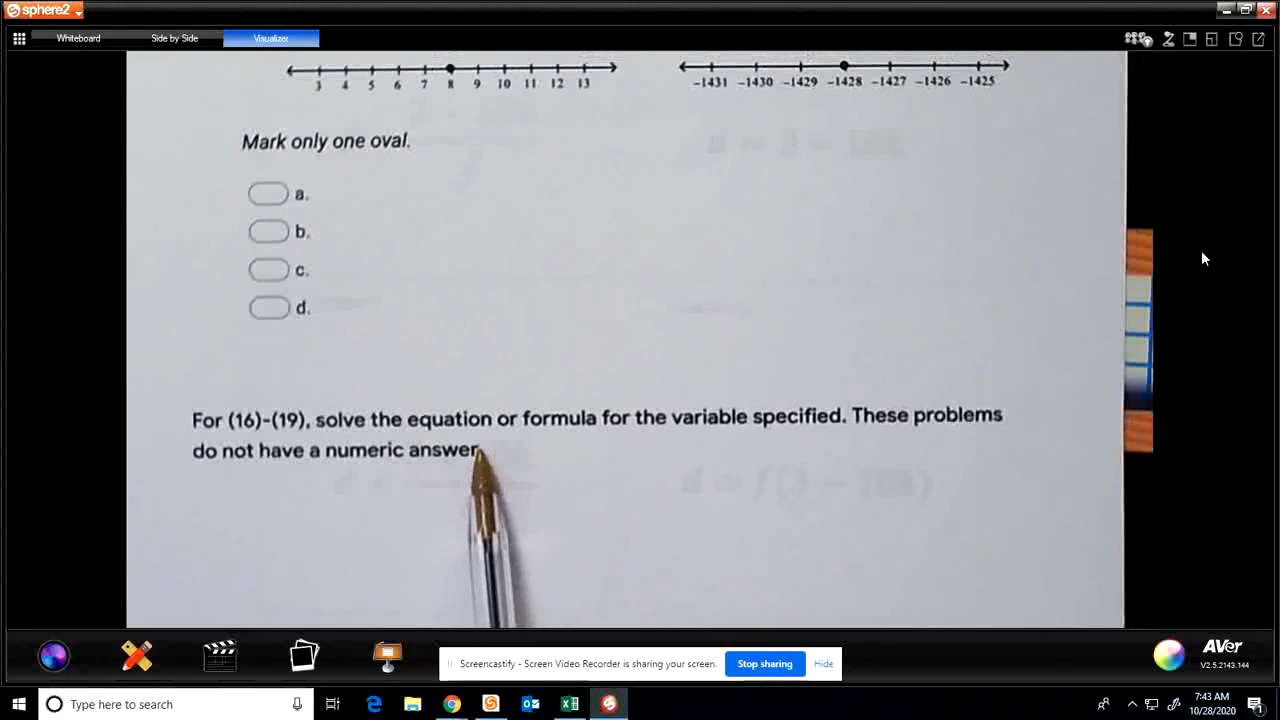 sphere2
Whiteboard Side by Side Visualizer
3 4 5 6 7 8 9 10 11 12 13
-1431 -1430 -1429 -1428 -1427 -1426 -1425
Mark only one oval.
a.
b.
c.
d.
For (16)-(19), solve the equation or formula for the variable specified. These problems
do not have a numeric answer
Screencastify - Screen Video Recorder is sharing your screen. Stop sharing Hide
AVer
V2.5.2143.144
Type here to search
:43 AM
10/28/2020